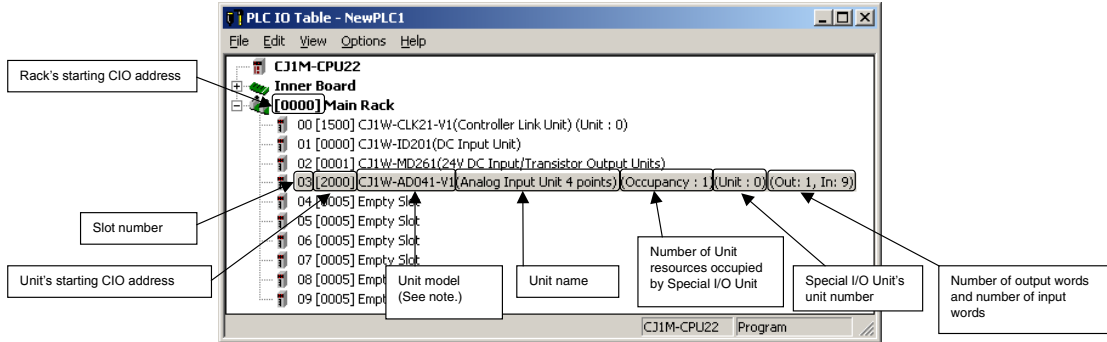 PLC IO Table - NewPLC1
File Edit View Options Help
CJ1M-CPU22
Inner Board
[0000] Main Rack
00 [1500] CJ1W-CLK21-V1(Controller Link Unit) (Unit : 0)
01 [0000] CJ1W-ID201(DC Input Unit)
02 [0001] CJ1W-MD261(24V DC Input/Transistor Output Units)
03 [2000] CJ1W-AD041-V1(Analog Input Unit 4 points) (Occupancy : 1)(Unit : 0)(Out: 1, In: 9)
04 [0005] Empty Slot
05 [0005] Empty Slot
06 [0005] Empty Slot
07 [0005] Empty Slot
08 [0005] Empt
09 [0005] Empt
CJ1M-CPU22 Program
Rack's starting CIO address
Slot number
Unit's starting CIO address
Unit model
(See note.)
Unit name
Number of Unit
resources occupied
by Special I/O Unit
Special I/O Unit's
unit number
Number of output words
and number of input
words